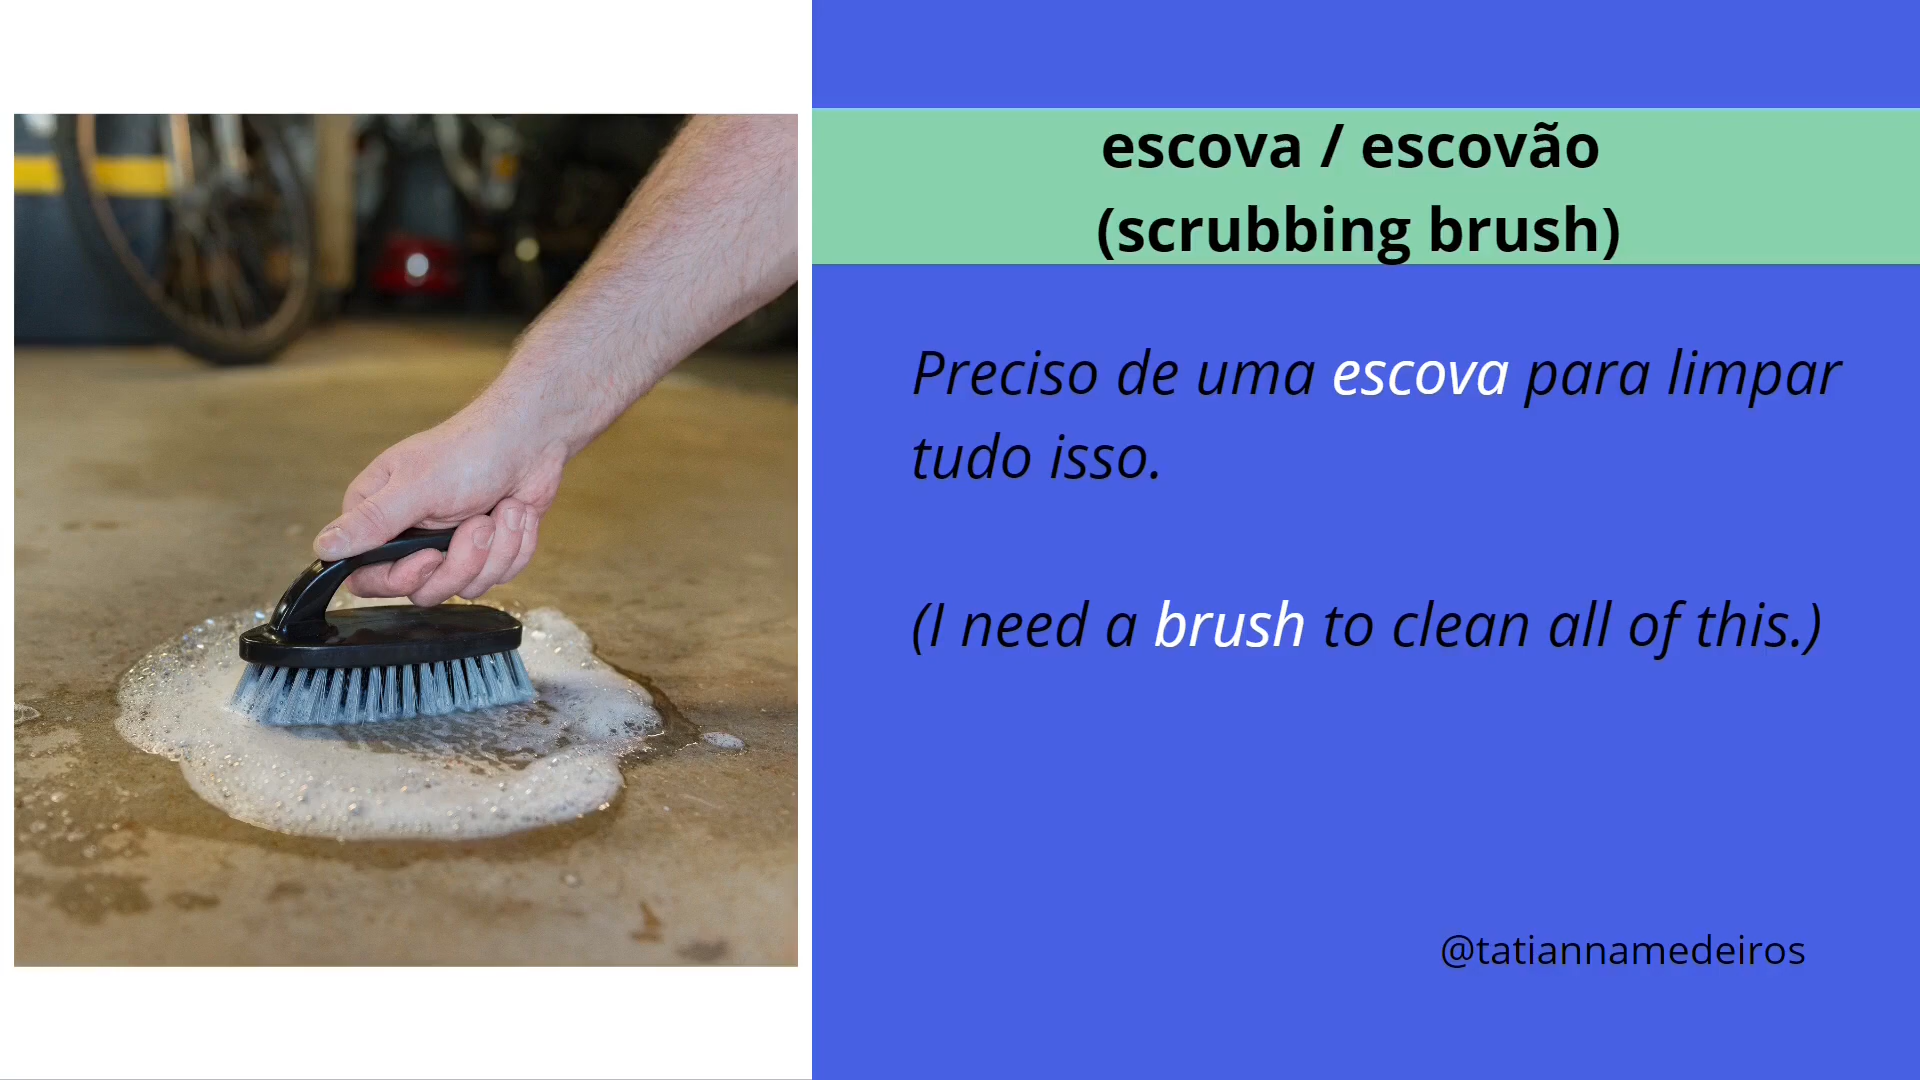 escova / escovão
(scrubbing brush)
Preciso de uma escova para limpar
tudo isso.
(I need a brush to clean all of this.)
@tatiannamedeiros